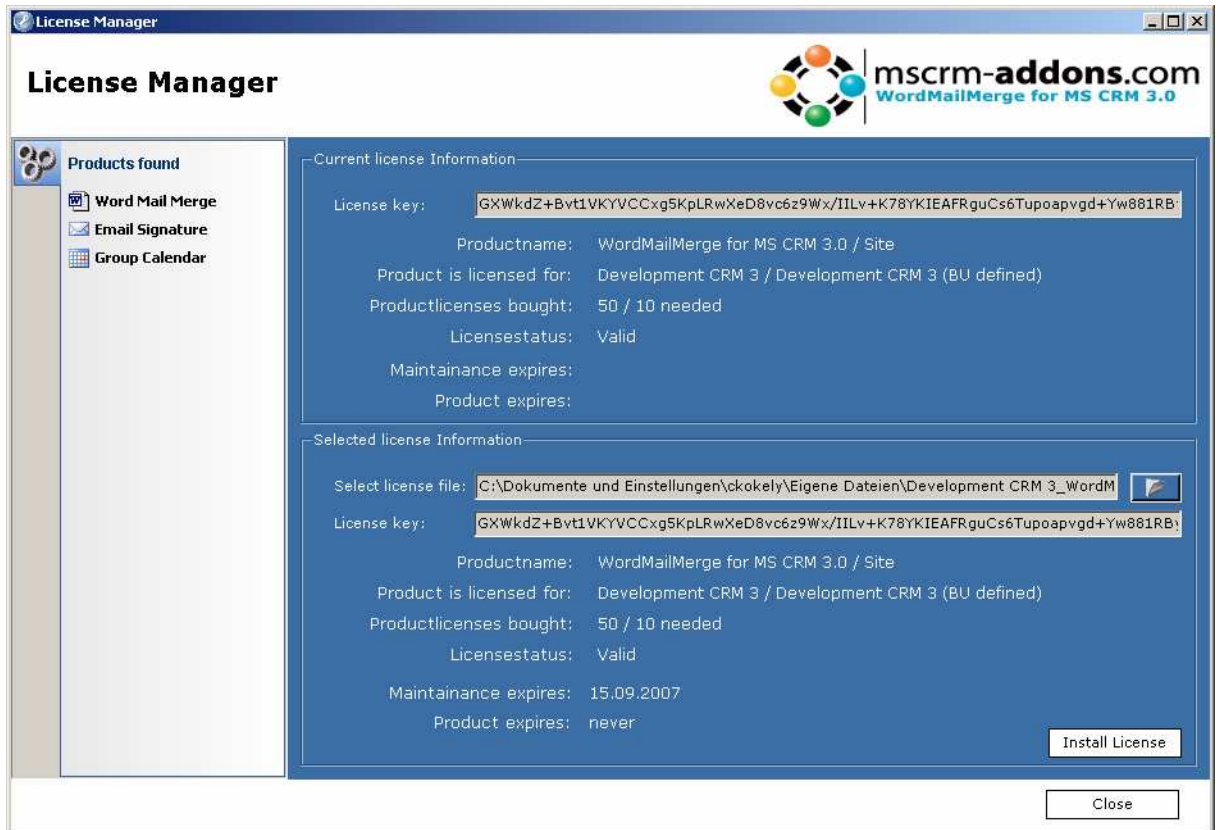 License Manager
License Manager
mscrm-addons.com
WordMailMerge for MS CRM 3.0
Products found
Word Mail Merge
Email Signature
Group Calendar
Current license Information
License key: GXWkdZ+Bvt1VKYVCCxg5KpLRwXeD8vc6z9Wx/IILv+K78YKIEAFRguCs6Tupoapvgd+Yw881RB
Productname: WordMailMerge for MS CRM 3.0 / Site
Product is licensed for: Development CRM 3 / Development CRM 3 (BU defined)
Productlicenses bought: 50 / 10 needed
Licensestatus: Valid
Maintainance expires:
Product expires:
Selected license Information
Select license file: C:\Dokumente und Einstellungen\ckokely\Eigene Dateien\Development CRM 3_WordM
License key: GXWkdZ+Bvt1VKYVCCxg5KpLRwXeD8vc6z9Wx/IILv+K78YKIEAFRguCs6Tupoapvgd+Yw881RB
Productname: WordMailMerge for MS CRM 3.0 / Site
Product is licensed for: Development CRM 3 / Development CRM 3 (BU defined)
Productlicenses bought: 50 / 10 needed
Licensestatus: Valid
Maintainance expires: 15.09.2007
Product expires: never
Install License
Close